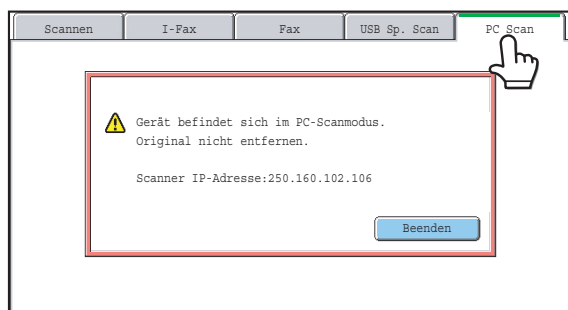 Scannen
I-Fax
Fax
USB Sp. Scan
PC Scan
Gerät befindet sich im PC-Scanmodus.
Original nicht entfernen.
Scanner IP-Adresse:250.160.102.106
Beenden